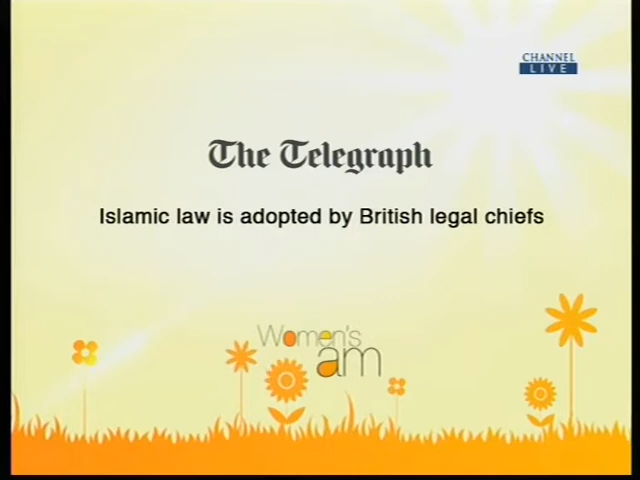 CHANNEL
LIVE
The Telegraph
Islamic law is adopted by British legal chiefs
Women's
am